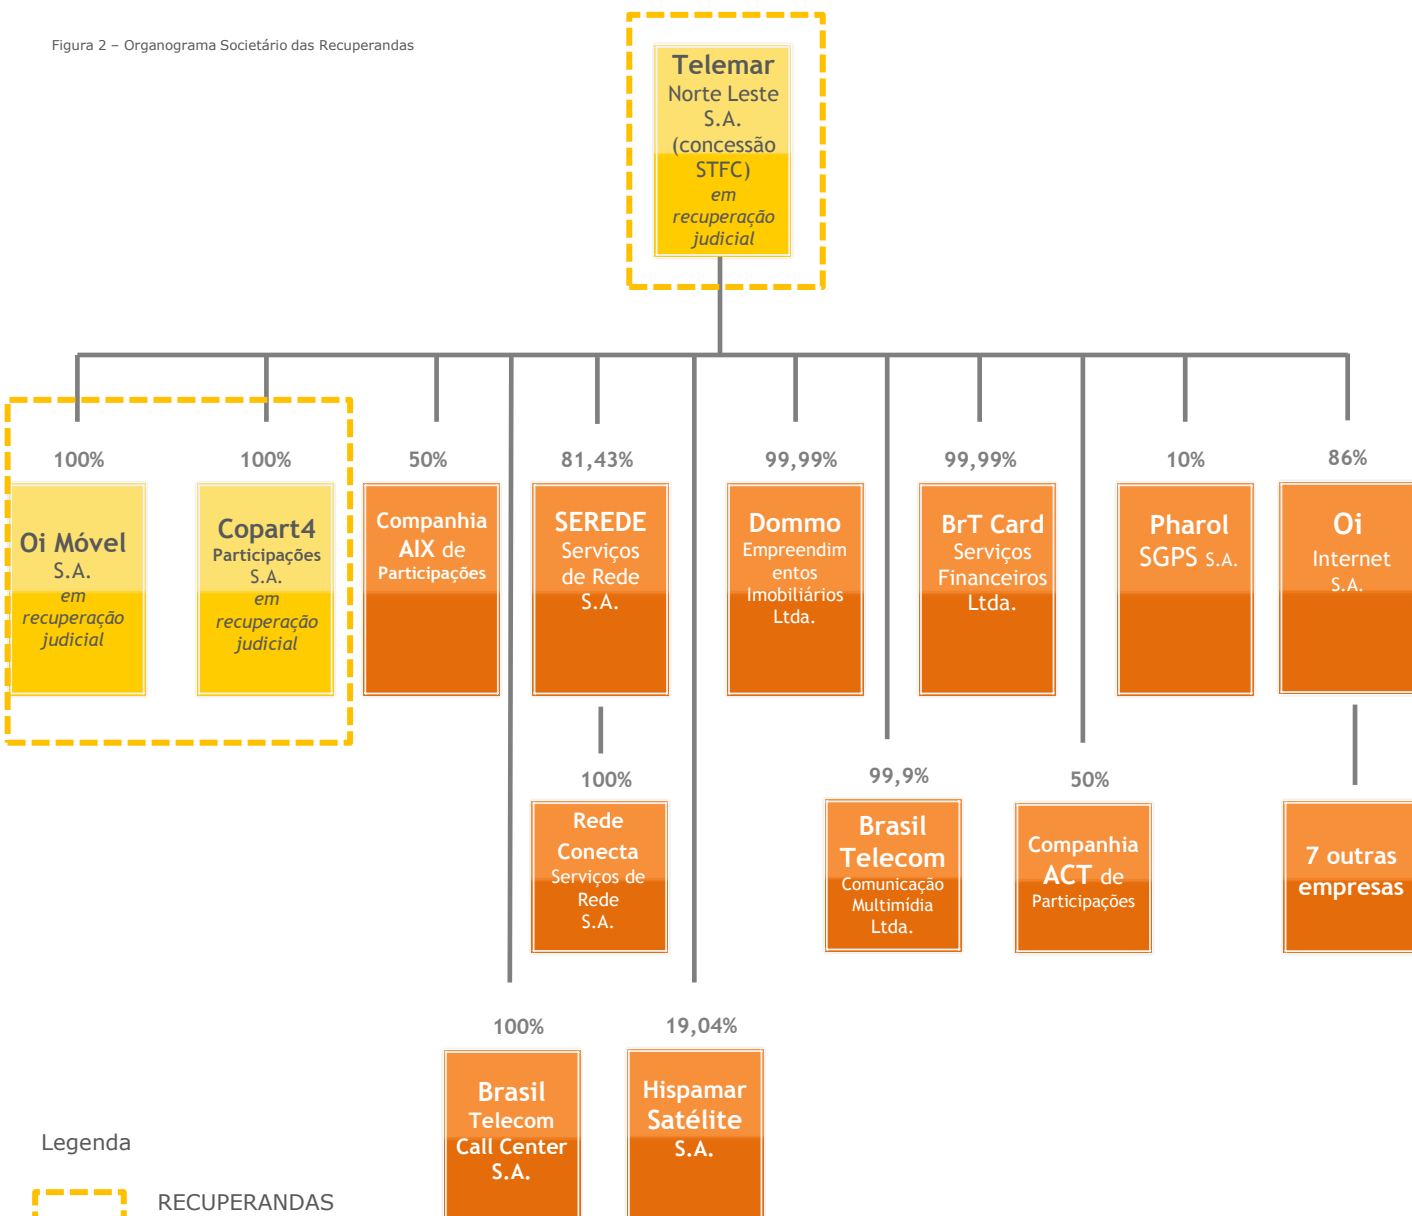 Figura 2 – Organograma Societário das Recuperandas
Telemar
Norte Leste
S.A.
(concessão
STFC)
em
recuperação
judicial
100%
100%
50%
81,43%
99,99%
99,99%
10%
86%
Oi Móvel
S.A.
em
recuperação
judicial
Copart4
Participações
S.A.
em
recuperação
judicial
Companhia
AIX de
Participações
SEREDE
Serviços
de Rede
S.A.
Dommo
Empreendim
entos
Imobiliários
Ltda.
BrT Card
Serviços
Financeiros
Ltda.
Pharol
SGPS S.A.
Oi
Internet
S.A.
100%
99,9%
50%
Rede
Conecta
Serviços de
Rede
S.A.
Brasil
Telecom
Comunicação
Multimídia
Ltda.
Companhia
ACT de
Participações
7 outras
empresas
100%
19,04%
Brasil
Telecom
Call Center
S.A.
Hispamar
Satélite
S.A.
Legenda
RECUPERANDAS